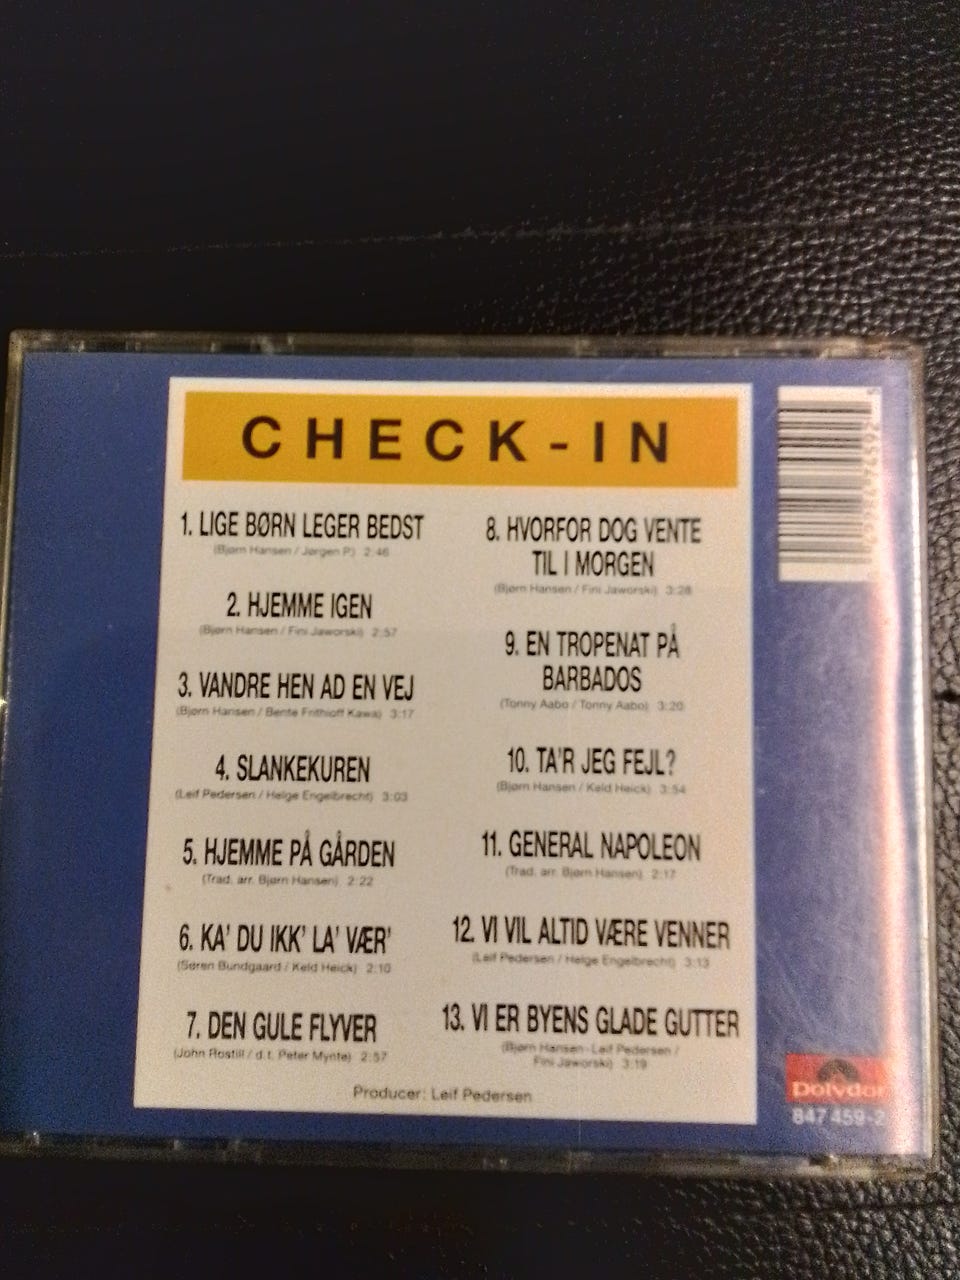 CHECK-IN
1. LIGE BØRN LEGER BEDST
(Bjørn Hansen / Jørgen P.) 2:46
2. HJEMME IGEN
(Bjørn Hansen / Fini Jaworski) 2:57
3. VANDRE HEN AD EN VEJ
(Bjørn Hansen / Bente Frithioff Kawa) 3:17
4. SLANKEKUREN
(Leif Pedersen / Helge Engelbrecht) 3:03
5. HJEMME PÅ GÅRDEN
(Trad. arr. Bjørn Hansen) 2:22
6. KA' DU IKK' LA' VÆR'
(Søren Bundgaard / Keld Heick) 2:10
7. DEN GULE FLYVER
(John Rostill / d.t. Peter Mynte) 2:57
8. HVORFOR DOG VENTE
TIL I MORGEN
(Bjørn Hansen / Fini Jaworski) 3:28
9. EN TROPENAT PÅ
BARBADOS
(Tonny Aabo / Tonny Aabo) 3:20
10. TA'R JEG FEJL?
(Bjørn Hansen / Keld Heick) 3:54
11. GENERAL NAPOLEON
(Trad. arr. Bjørn Hansen) 2:17
12. VI VIL ALTID VÆRE VENNER
(Leif Pedersen / Helge Engelbrecht) 3:13
13. VI ER BYENS GLADE GUTTER
(Bjørn Hansen - Leif Pedersen /
Fini Jaworski) 3:19
Producer: Leif Pedersen
Polydor
847 459-2